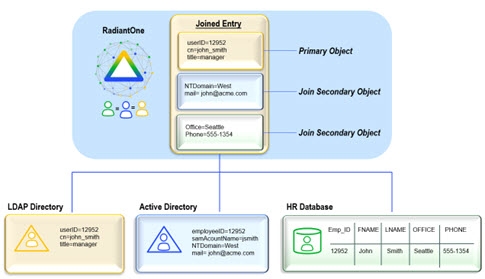 Joined Entry
RadiantOne
userID=12952
cn=john_smith
title=manager
Primary Object
NTDomain=West
mail= john@acme.com
Join Secondary Object
Office=Seattle
Phone=555-1354
Join Secondary Object
LDAP Directory
userID=12952
cn=john_smith
title=manager
Active Directory
employeeID=12952
samAcountName=jsmith
NTDomain=West
mail= john@acme.com
HR Database
Emp_ID FNAME LNAME OFFICE PHONE
12952 John Smith Seattle 555-1354